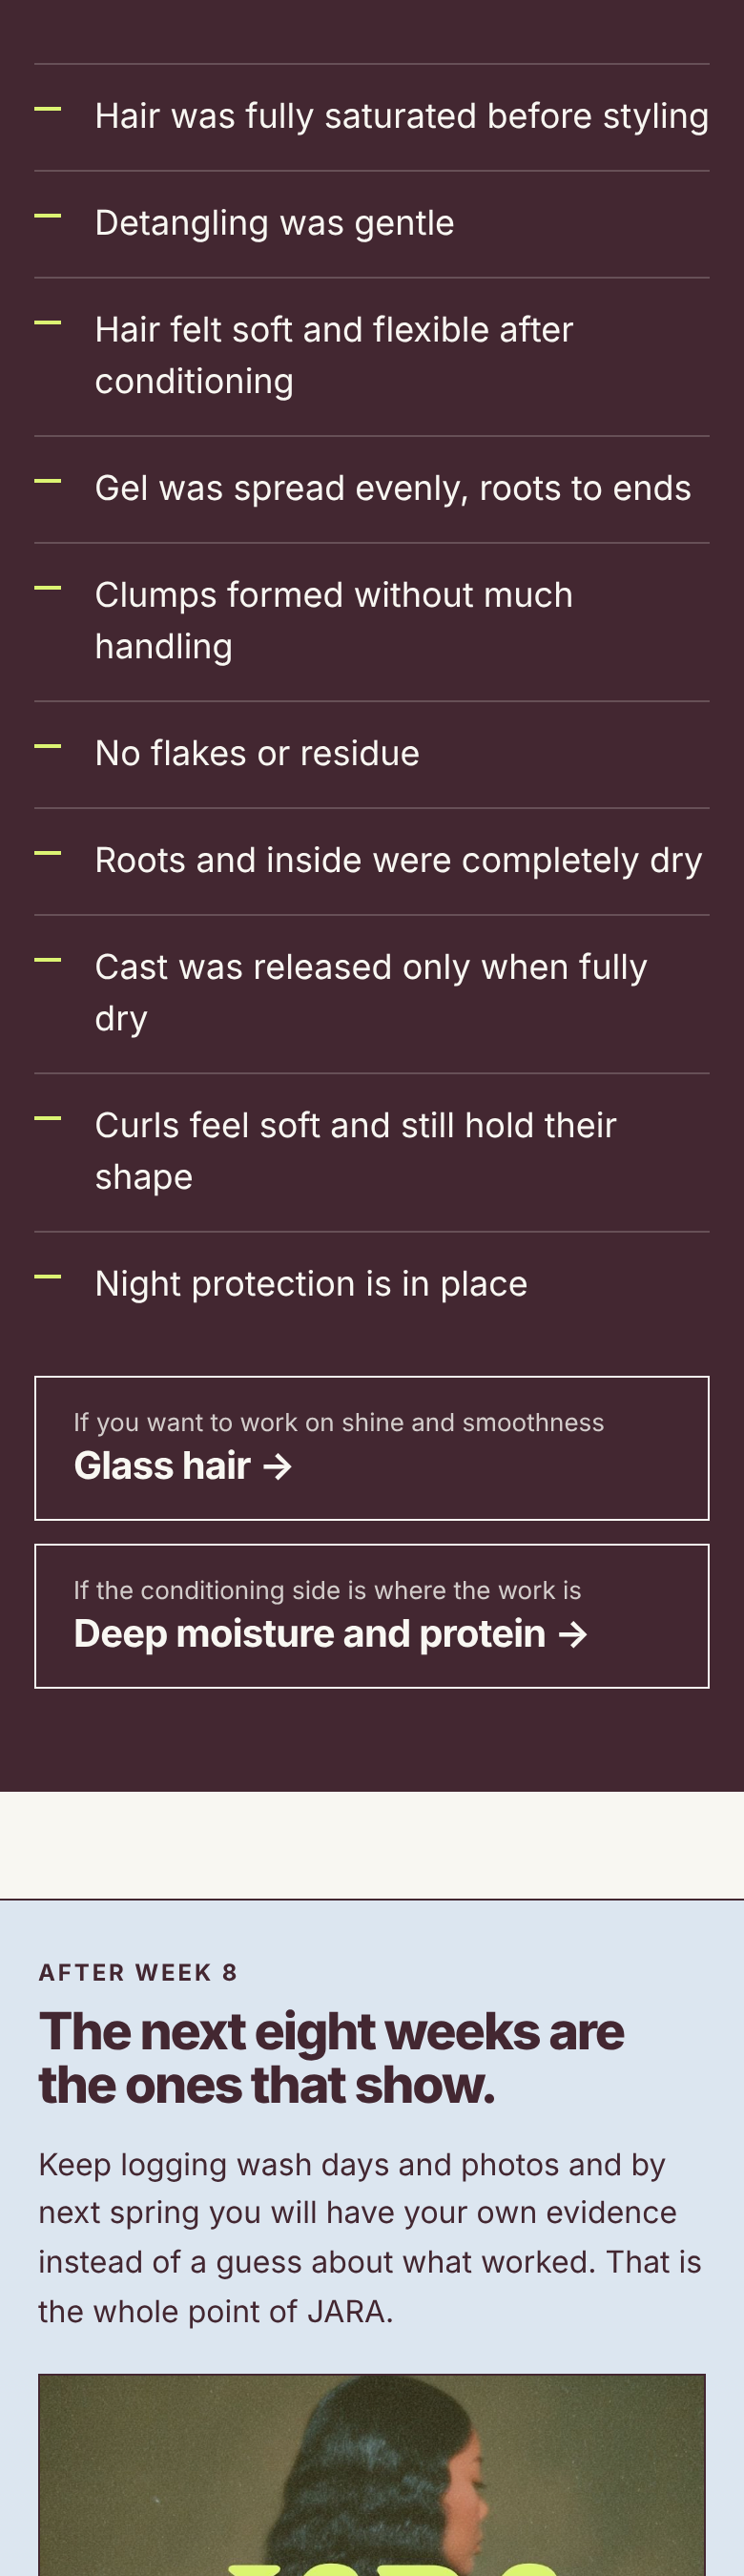 Hair was fully saturated before styling
Detangling was gentle
Hair felt soft and flexible after
conditioning
Gel was spread evenly, roots to ends
Clumps formed without much
handling
No flakes or residue
Roots and inside were completely dry
Cast was released only when fully
dry
Curls feel soft and still hold their
shape
Night protection is in place
If you want to work on shine and smoothness
Glass hair →
If the conditioning side is where the work is
Deep moisture and protein →
AFTER WEEK 8
The next eight weeks are
the ones that show.
Keep logging wash days and photos and by
next spring you will have your own evidence
instead of a guess about what worked. That is
the whole point of JARA.